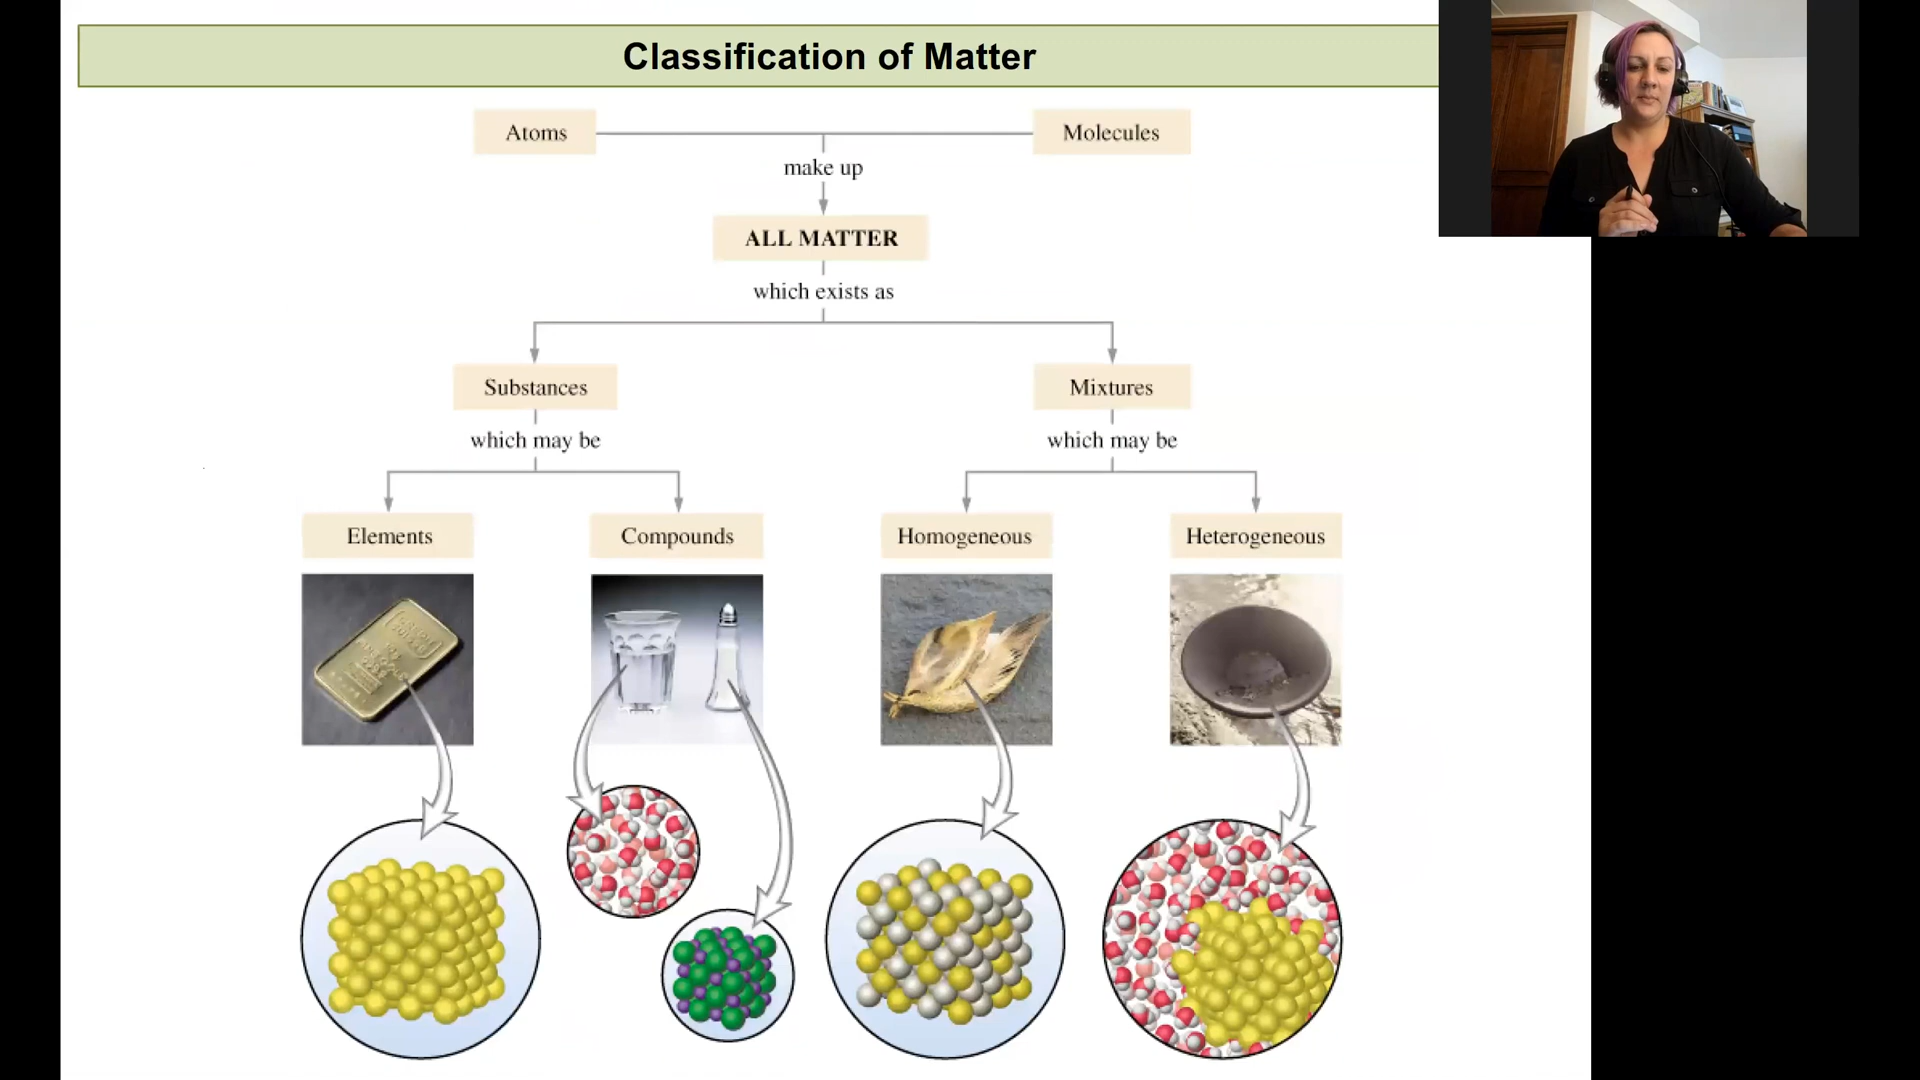 Classification of Matter
Atoms
Molecules
make up
ALL MATTER
which exists as
Substances
Mixtures
which may be
which may be
Elements
Compounds
Homogeneous
Heterogeneous